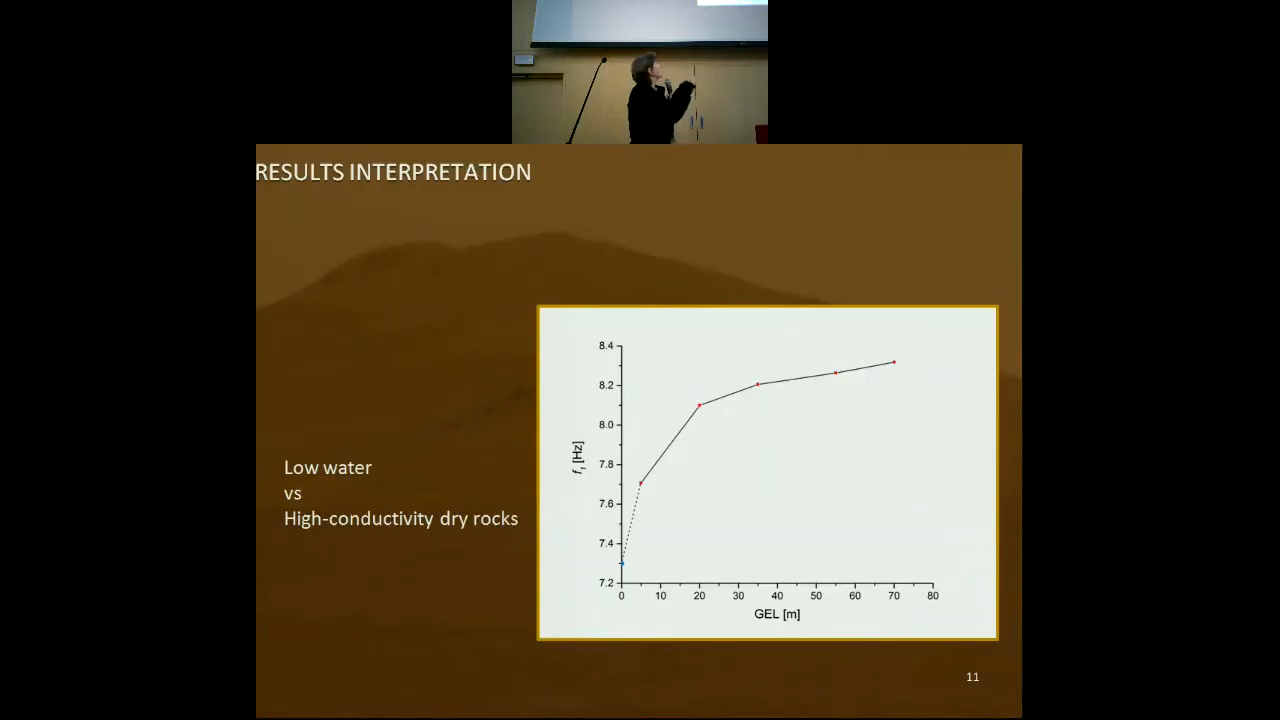 RESULTS INTERPRETATION
Low water
vs
High-conductivity dry rocks
8.4
8.2
8.0
7.8
7.6
7.4
7.2
f1 [Hz]
0 10 20 30 40 50 60 70 80
GEL [m]
11